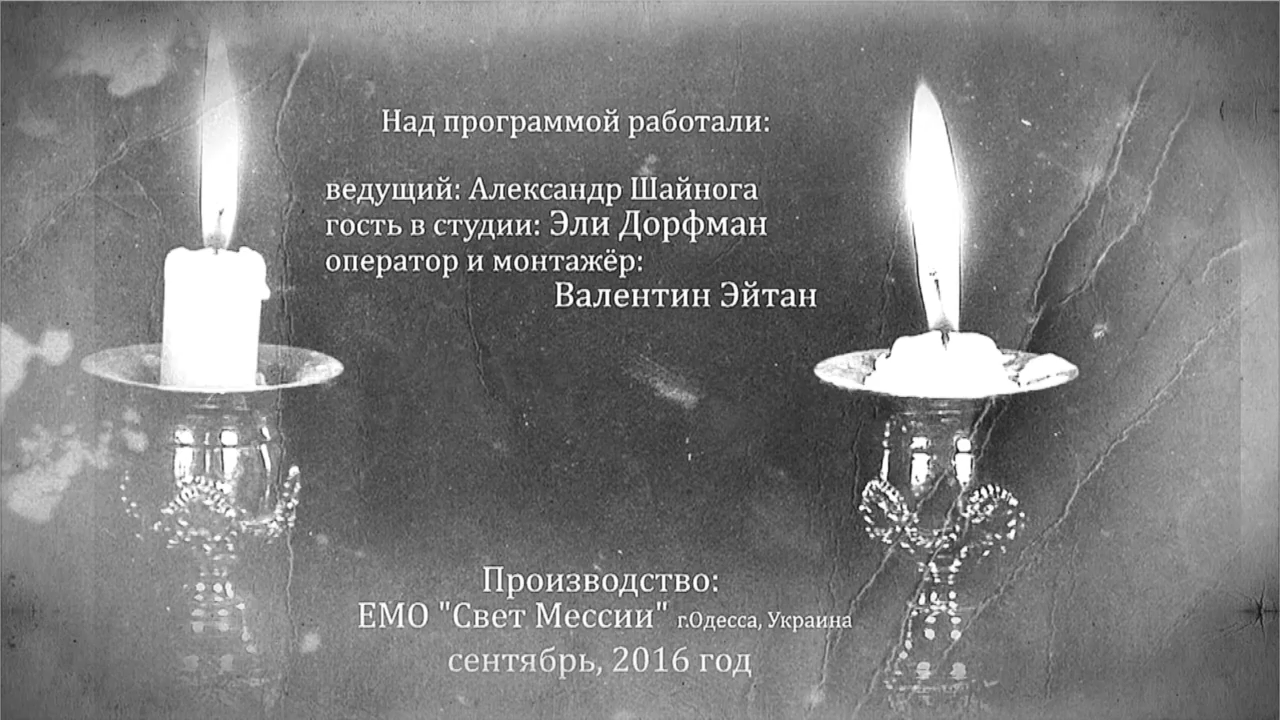 Над программой работали:
ведущий: Александр Шайнога
гость в студии: Эли Дорфман
оператор и монтажёр:
Валентин Эйтан
Производство:
ЕМО "Свет Мессии" г.Одесса, Украина
сентябрь, 2016 год